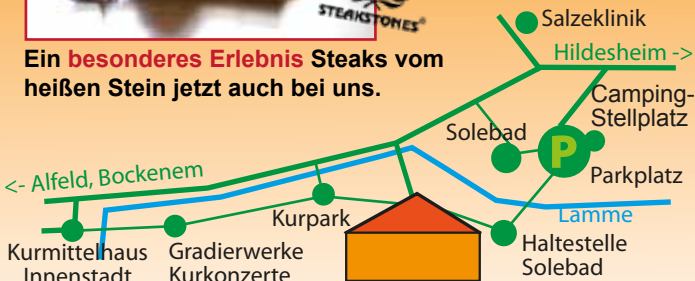 STEAKSTONES®
Ein besonderes Erlebnis Steaks vom
heißen Stein jetzt auch bei uns.
Salzeklinik
Hildesheim ->
Camping-
Stellplatz
Solebad
P
Parkplatz
<- Alfeld, Bockenem
Lamme
Kurpark
Kurmittelhaus
Innenstadt
Gradierwerke
Kurkonzerte
Haltestelle
Solebad